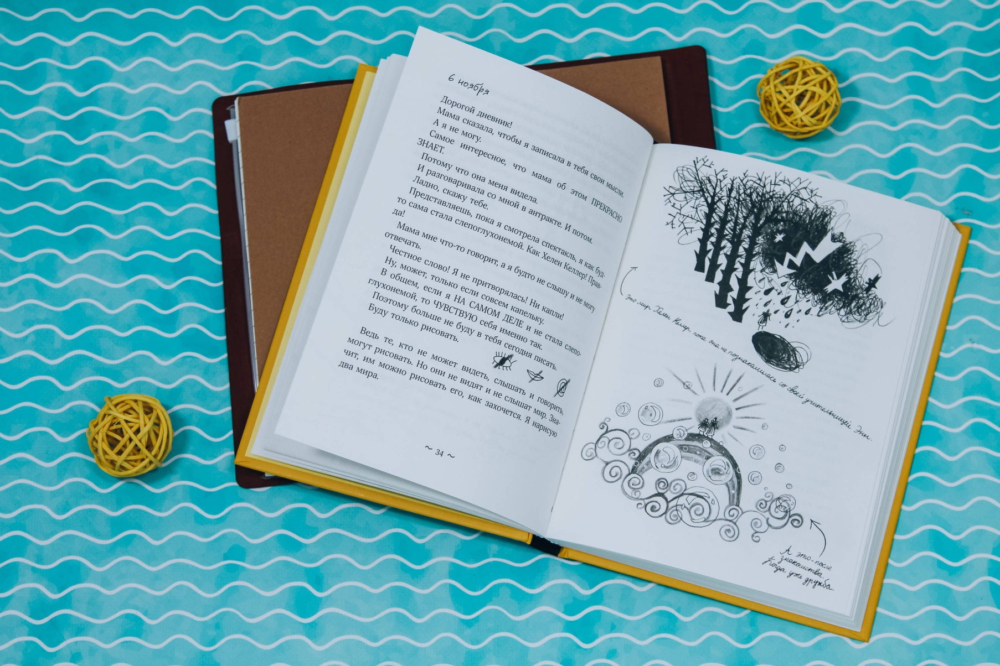 6 ноября
Дорогой дневник!
Мама сказала, чтобы я записала в тебя свои мысли.
А я не могу.
Самое интересное, что мама об этом ПРЕКРАСНО
ЗНАЕТ.
Потому что она меня видела.
И разговаривала со мной в антракте. И потом.
Ладно, скажу тебе.
Представляешь, пока я смотрела спектакль, я как буд-
то сама стала слепоглухонемой. Как Хелен Келлер! Прав-
да!
Мама мне что-то говорит, а я будто не слышу и не могу
отвечать.
Честное слово! Я не притворялась! Ни капли!
Ну, может, только если совсем капельку.
В общем, если я НА САМОМ ДЕЛЕ и не стала слепо-
глухонемой, то ЧУВСТВУЮ себя именно так.
Поэтому больше не буду в тебя сегодня писать.
Буду только рисовать.
Ведь те, кто не может видеть, слышать и говорить,
могут рисовать. Но они не видят и не слышат мир. Зна-
чит, им можно рисовать его, как захочется. Я нарисую
два мира.
~ 34 ~
это мир Хелен Келлер, пока она не познакомилась со своей учительницей Энн.
А это-после
знакомства.
Когда уже дружба.